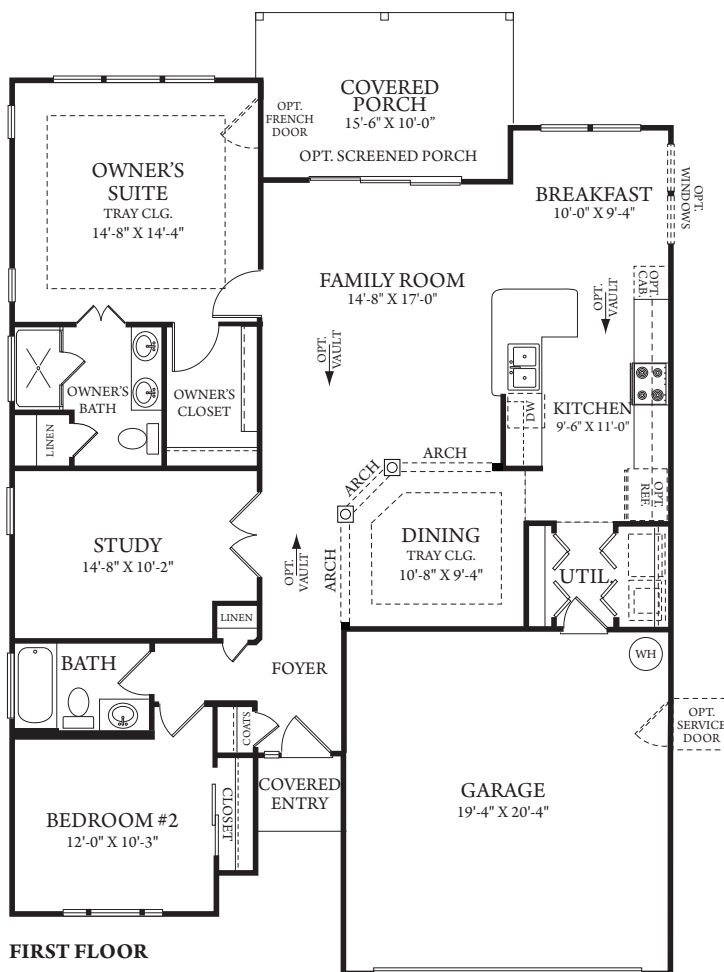 COVERED
PORCH
15'-6" X 10'-0”
OPT. SCREENED PORCH
OPT.
FRENCH
DOOR
OWNER'S
SUITE
TRAY CLG.
14'-8" X 14'-4"
BREAKFAST
10'-0" X 9'-4"
OPT.
WINDOWS
FAMILY ROOM
14'-8" X 17'-0"
OPT.
VAULT
OPT.
VAULT
OPT.
CAB.
OWNER'S
BATH
OWNER'S
CLOSET
LINEN
DW
KITCHEN
9'-6" X 11'-0"
OPT.
REF.
ARCH
ARCH
ARCH
DINING
TRAY CLG.
10'-8" X 9'-4"
STUDY
14'-8" X 10'-2"
OPT.
VAULT
UTIL.
LINEN
BATH
FOYER
WH
COATS
OPT.
SERVICE
DOOR
COVERED
ENTRY
GARAGE
19'-4" X 20'-4"
BEDROOM #2
12'-0" X 10'-3"
CLOSET
FIRST FLOOR